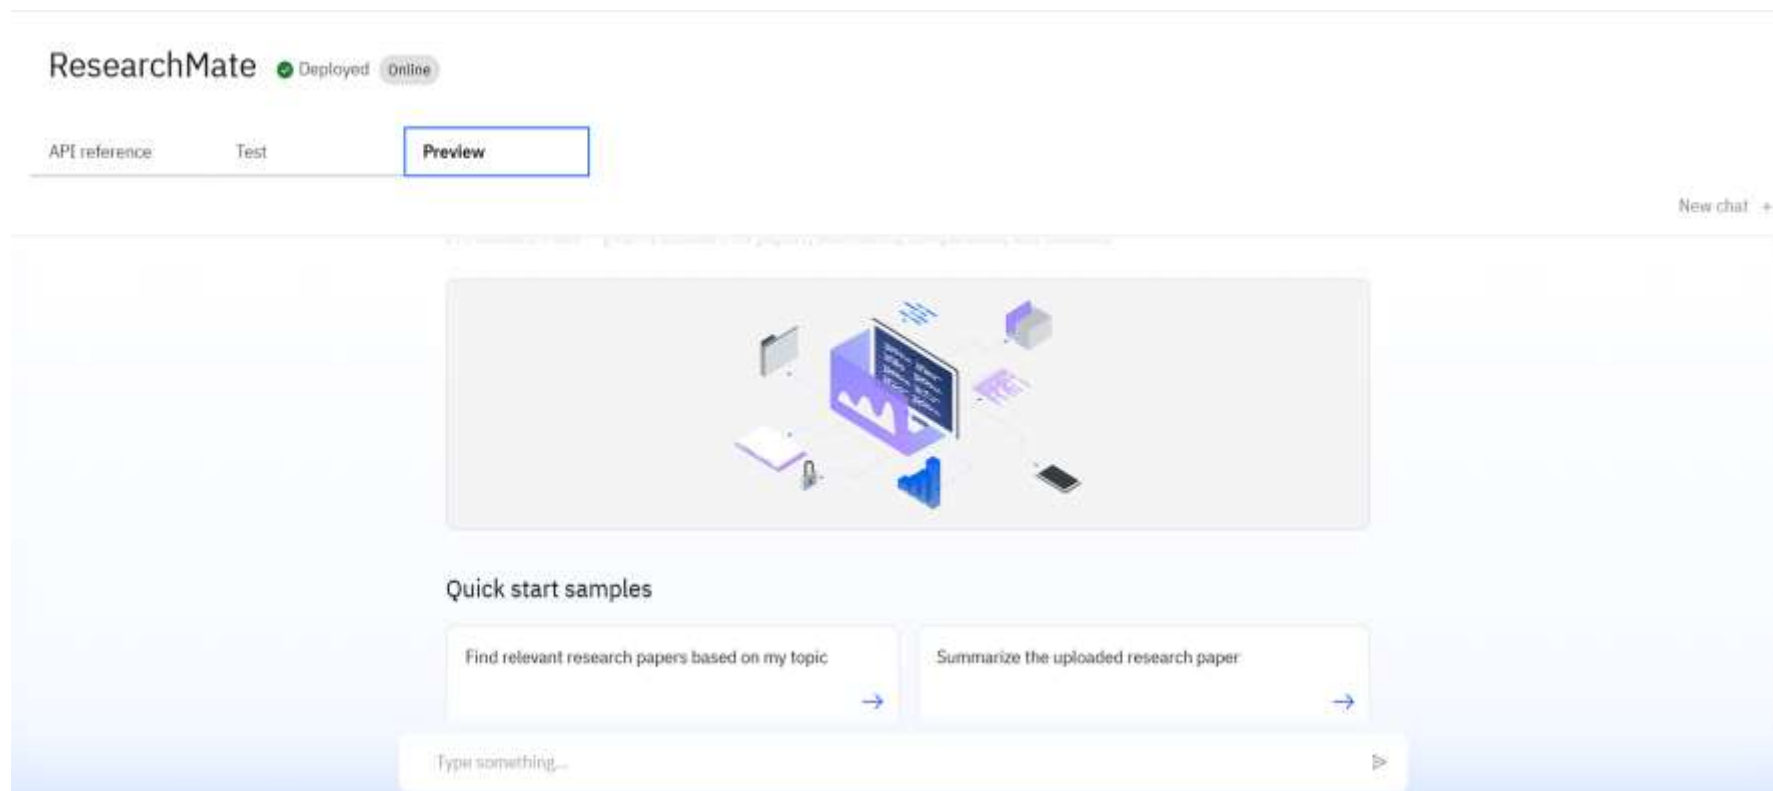 ResearchMate Deployed Online
API reference Test Preview
New chat +
Quick start samples
Find relevant research papers based on my topic
Summarize the uploaded research paper
Type something...